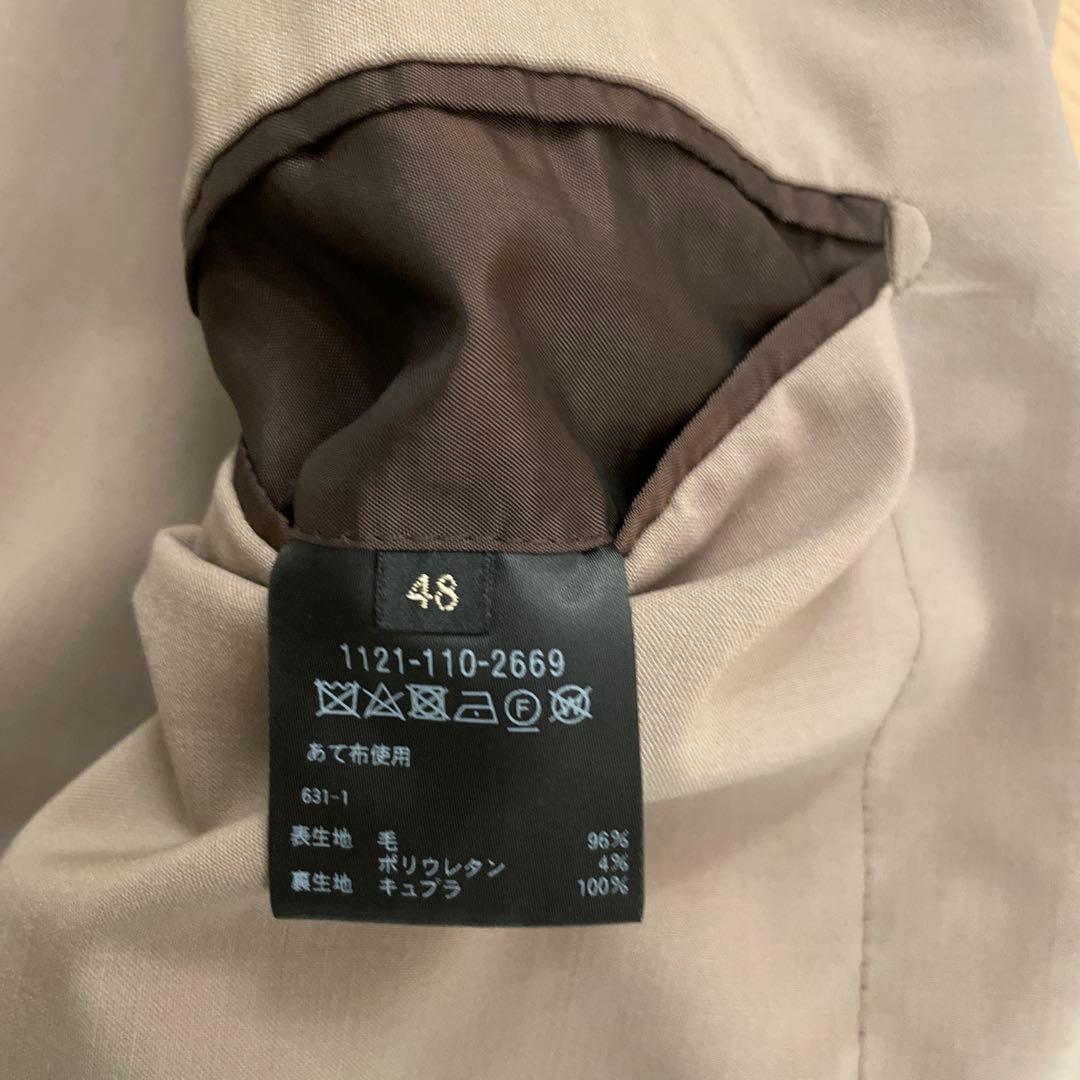 48
1121-110-2669
F W
あて布使用
631-1
表生地 毛 96%
ポリウレタン 4%
裏生地 キュプラ 100%